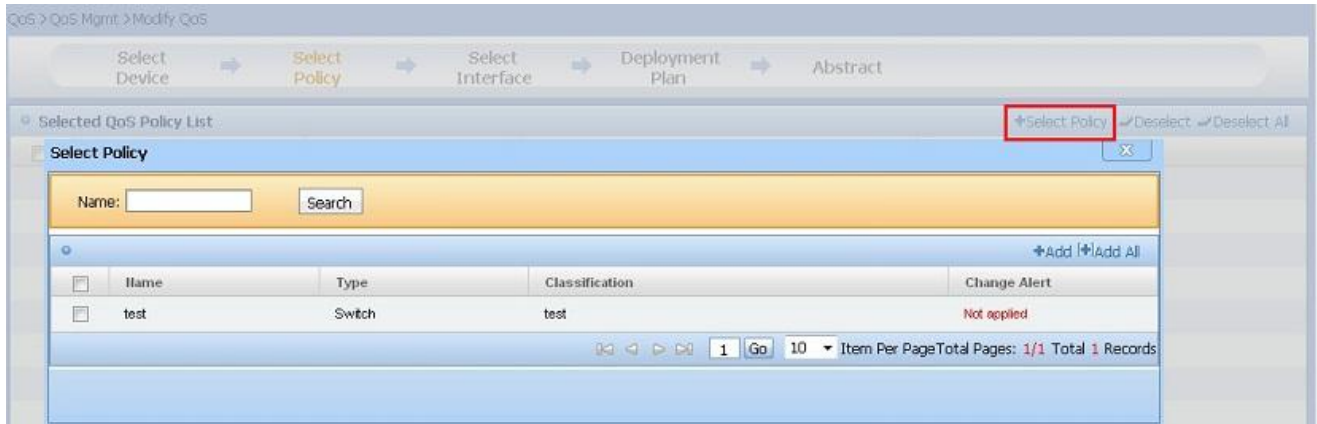 QoS > QoS Mgmt > Modify QoS
Select Device
Select Policy
Select Interface
Deployment Plan
Abstract
Selected QoS Policy List Select Policy Deselect Deselect All
Select Policy
Name: Search
Add Add All
Name Type Classification Change Alert
test Switch test Not applied
1 Go 10 Item Per PageTotal Pages: 1/1 Total 1 Records